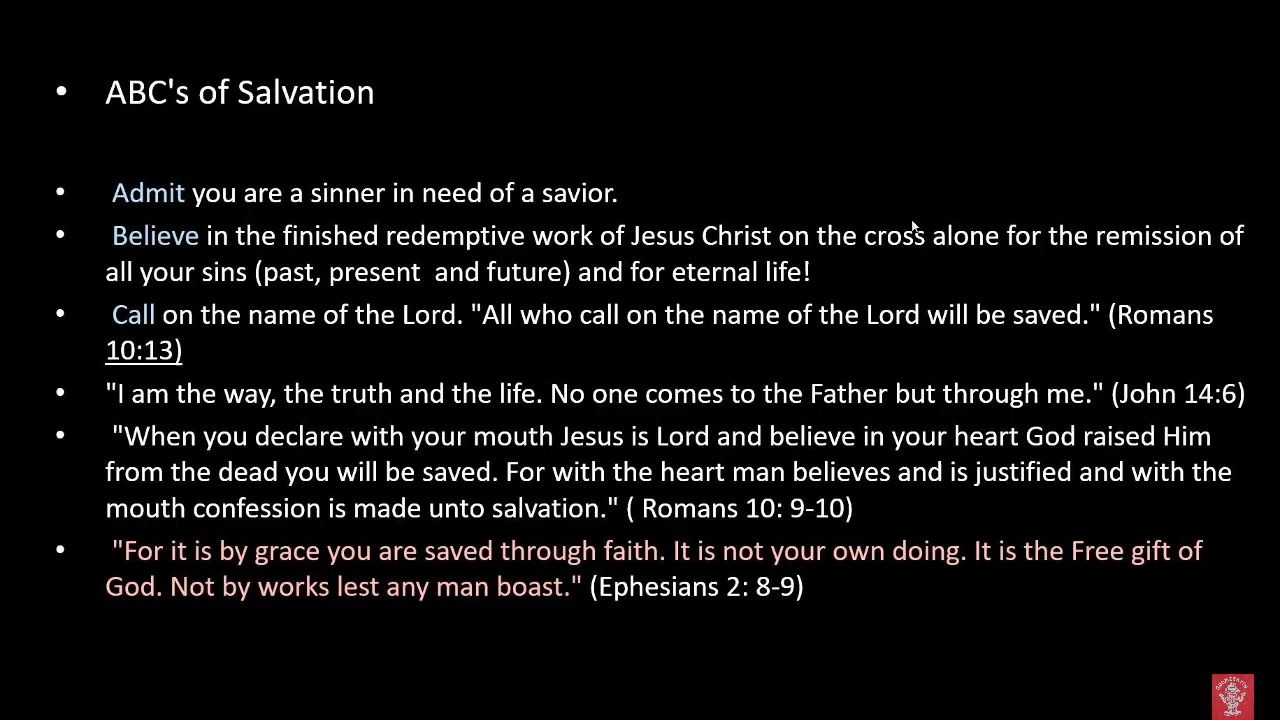 • ABC's of Salvation
• Admit you are a sinner in need of a savior.
• Believe in the finished redemptive work of Jesus Christ on the cross alone for the remission of
all your sins (past, present and future) and for eternal life!
• Call on the name of the Lord. "All who call on the name of the Lord will be saved." (Romans
10:13)
• "I am the way, the truth and the life. No one comes to the Father but through me." (John 14:6)
• "When you declare with your mouth Jesus is Lord and believe in your heart God raised Him
from the dead you will be saved. For with the heart man believes and is justified and with the
mouth confession is made unto salvation." ( Romans 10: 9-10)
• "For it is by grace you are saved through faith. It is not your own doing. It is the Free gift of
God. Not by works lest any man boast." (Ephesians 2: 8-9)